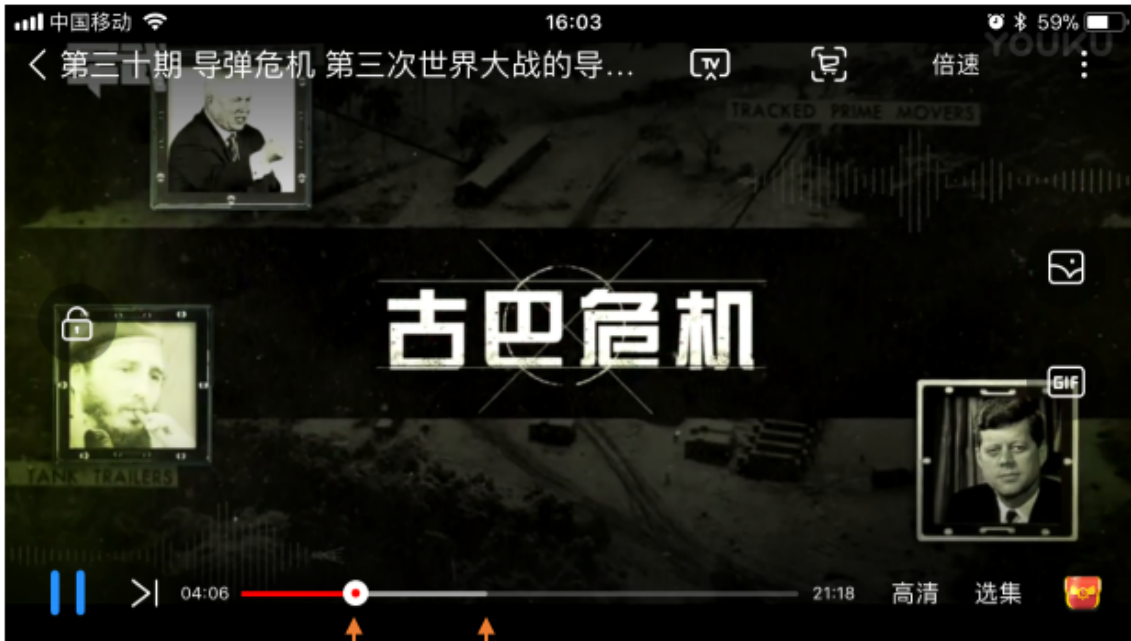 中国移动
16:03
59%
YOUKU
第三十期 导弹危机 第三次世界大战的导...
倍速
TRACKED PRIME MOVERS
古巴危机
GIF
TANK TRAILERS
04:06
21:18
高清
选集